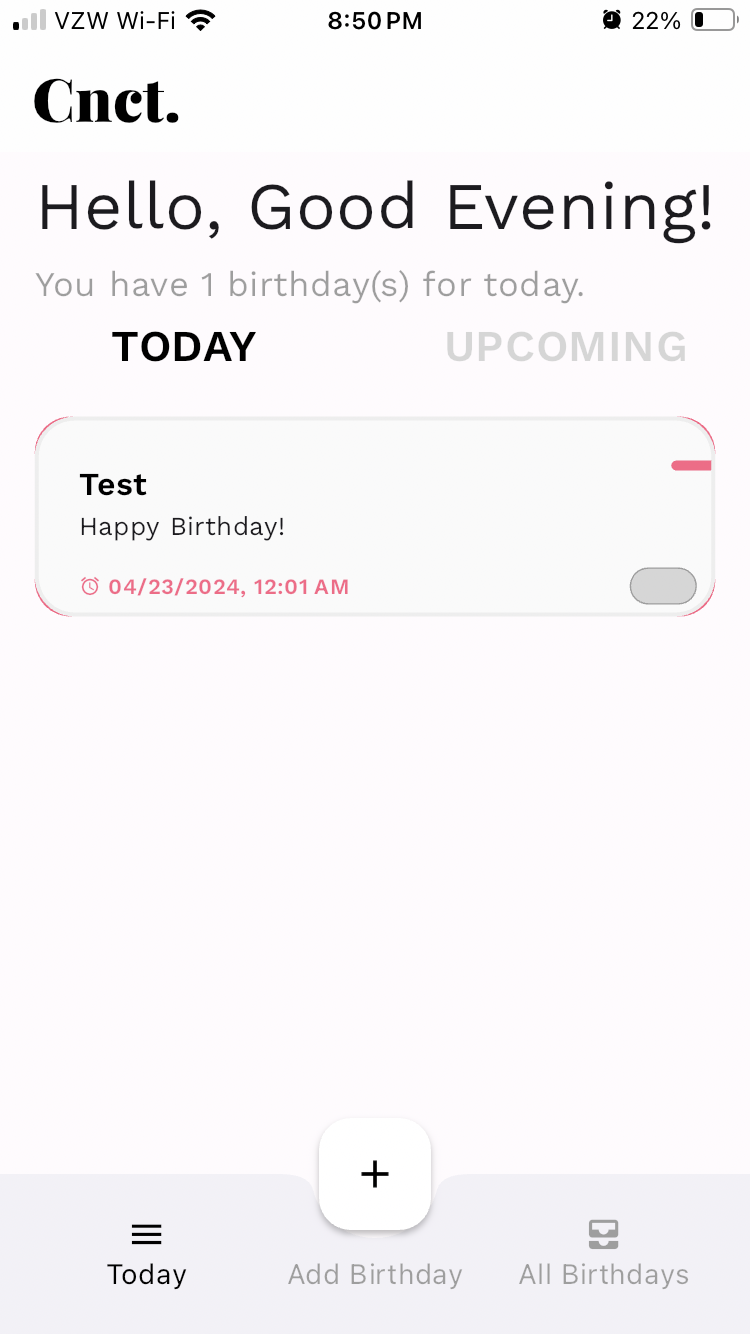 VZW Wi-Fi 8:50 PM 22%
Cnct.
Hello, Good Evening!
You have 1 birthday(s) for today.
TODAY UPCOMING
Test
Happy Birthday!
04/23/2024, 12:01 AM
Today Add Birthday All Birthdays